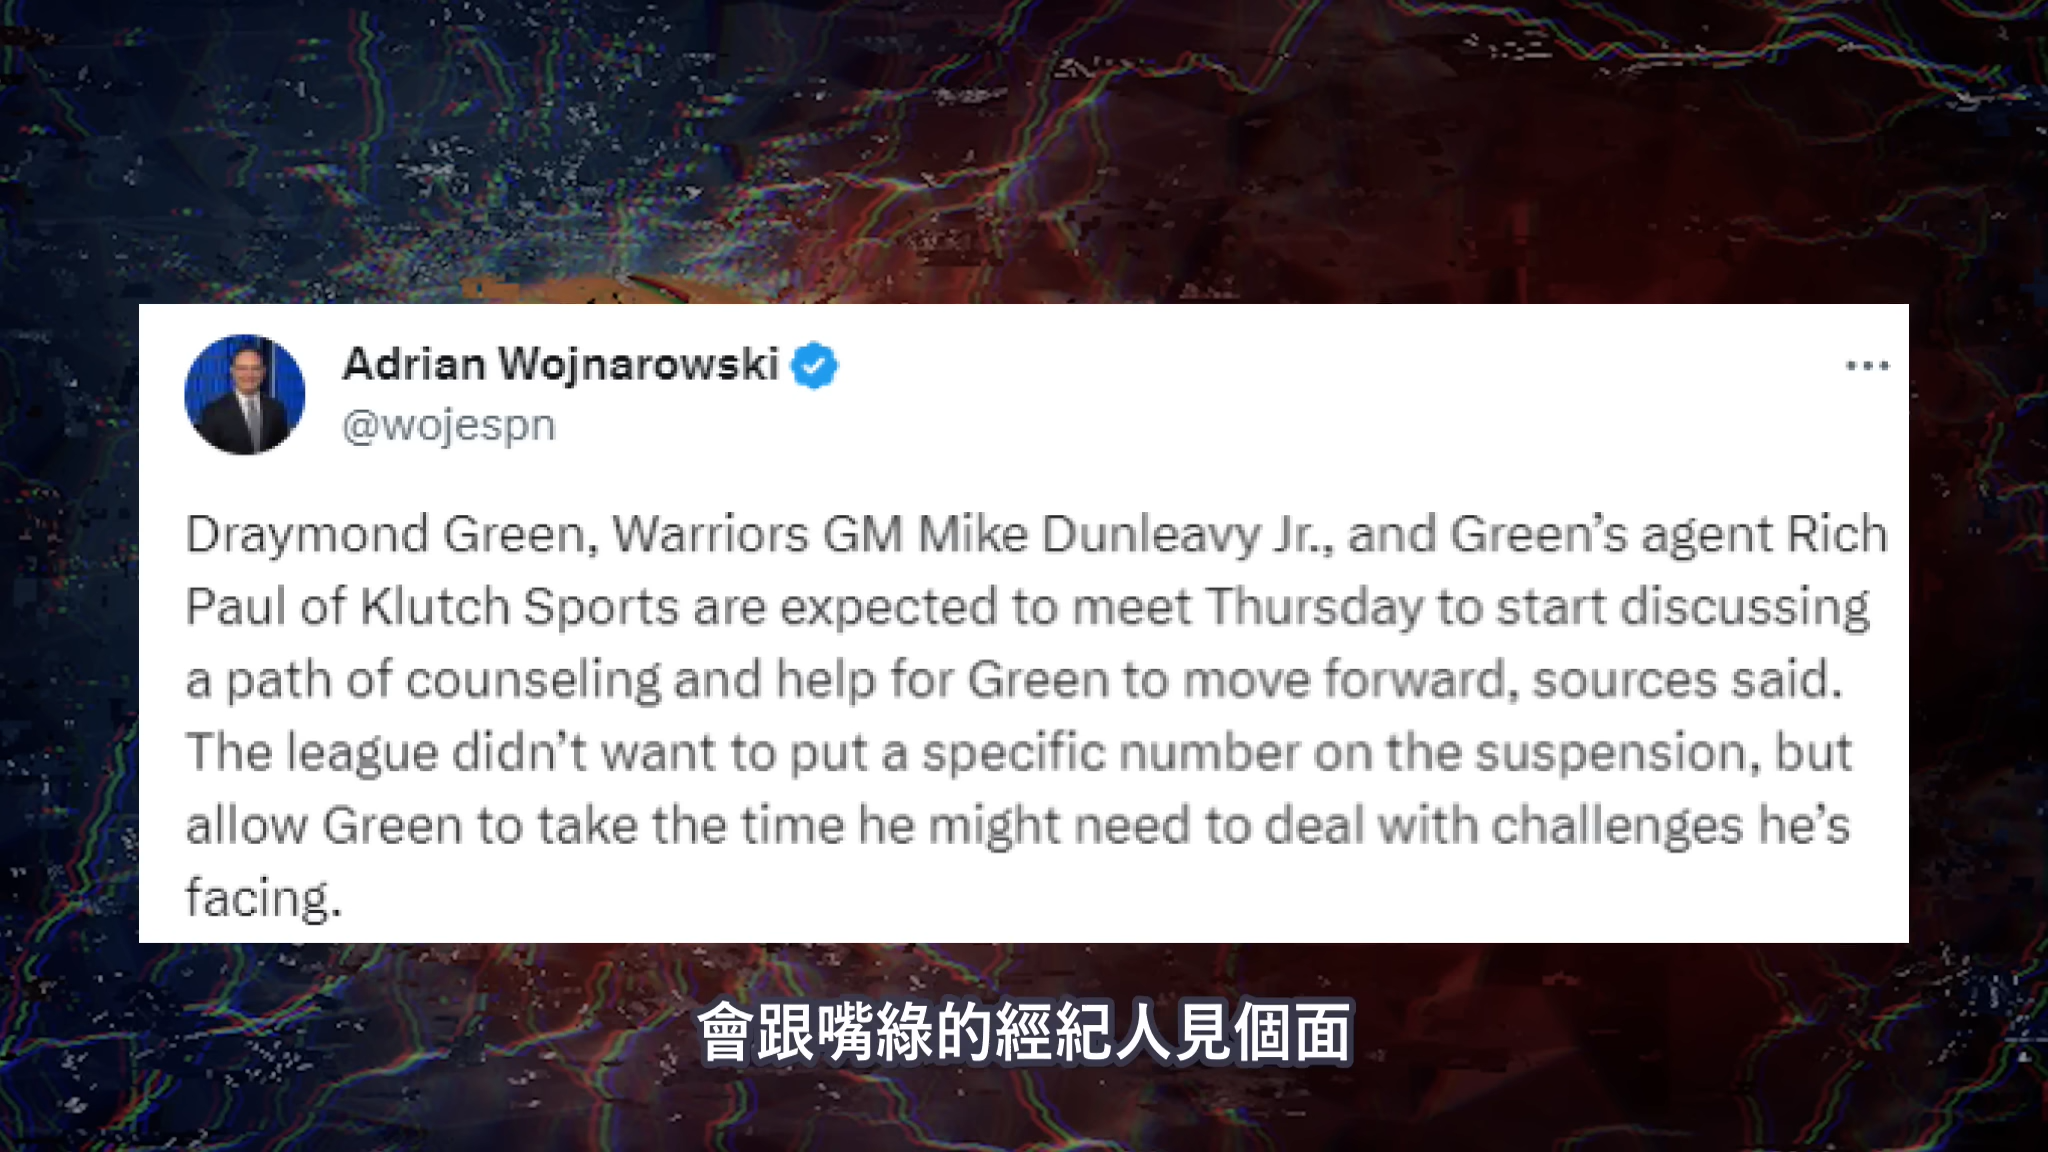 Adrian Wojnarowski
@wojespn
Draymond Green, Warriors GM Mike Dunleavy Jr., and Green’s agent Rich
Paul of Klutch Sports are expected to meet Thursday to start discussing
a path of counseling and help for Green to move forward, sources said.
The league didn’t want to put a specific number on the suspension, but
allow Green to take the time he might need to deal with challenges he’s
facing.
會跟嘴綠的經紀人見個面